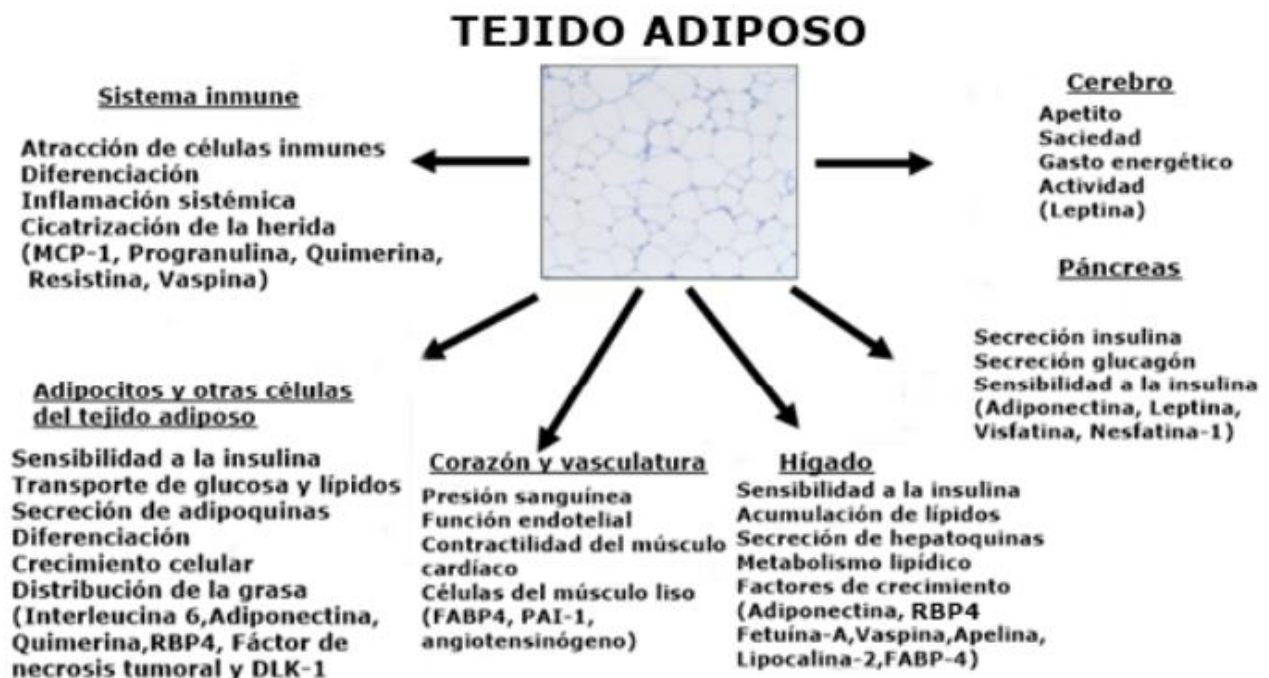 TEJIDO ADIPOSO
Sistema inmune
Atracción de células inmunes
Diferenciación
Inflamación sistémica
Cicatrización de la herida
(MCP-1, Progranulina, Quimerina,
Resistina, Vaspina)
Cerebro
Apetito
Saciedad
Gasto energético
Actividad
(Leptina)
Páncreas
Secreción insulina
Secreción glucagón
Sensibilidad a la insulina
(Adiponectina, Leptina,
Visfatina, Nesfatina-1)
Adipocitos y otras células
del tejido adiposo
Sensibilidad a la insulina
Transporte de glucosa y lípidos
Secreción de adipoquinas
Diferenciación
Crecimiento celular
Distribución de la grasa
(Interleucina 6,Adiponectina,
Quimerina,RBP4, Fáctor de
necrosis tumoral y DLK-1
Corazón y vasculatura
Presión sanguínea
Función endotelial
Contractilidad del músculo
cardíaco
Células del músculo liso
(FABP4, PAI-1,
angiotensinógeno)
Hígado
Sensibilidad a la insulina
Acumulación de lípidos
Secreción de hepatoquinas
Metabolismo lipídico
Factores de crecimiento
(Adiponectina, RBP4
Fetuína-A,Vaspina,Apelina,
Lipocalina-2,FABP-4)